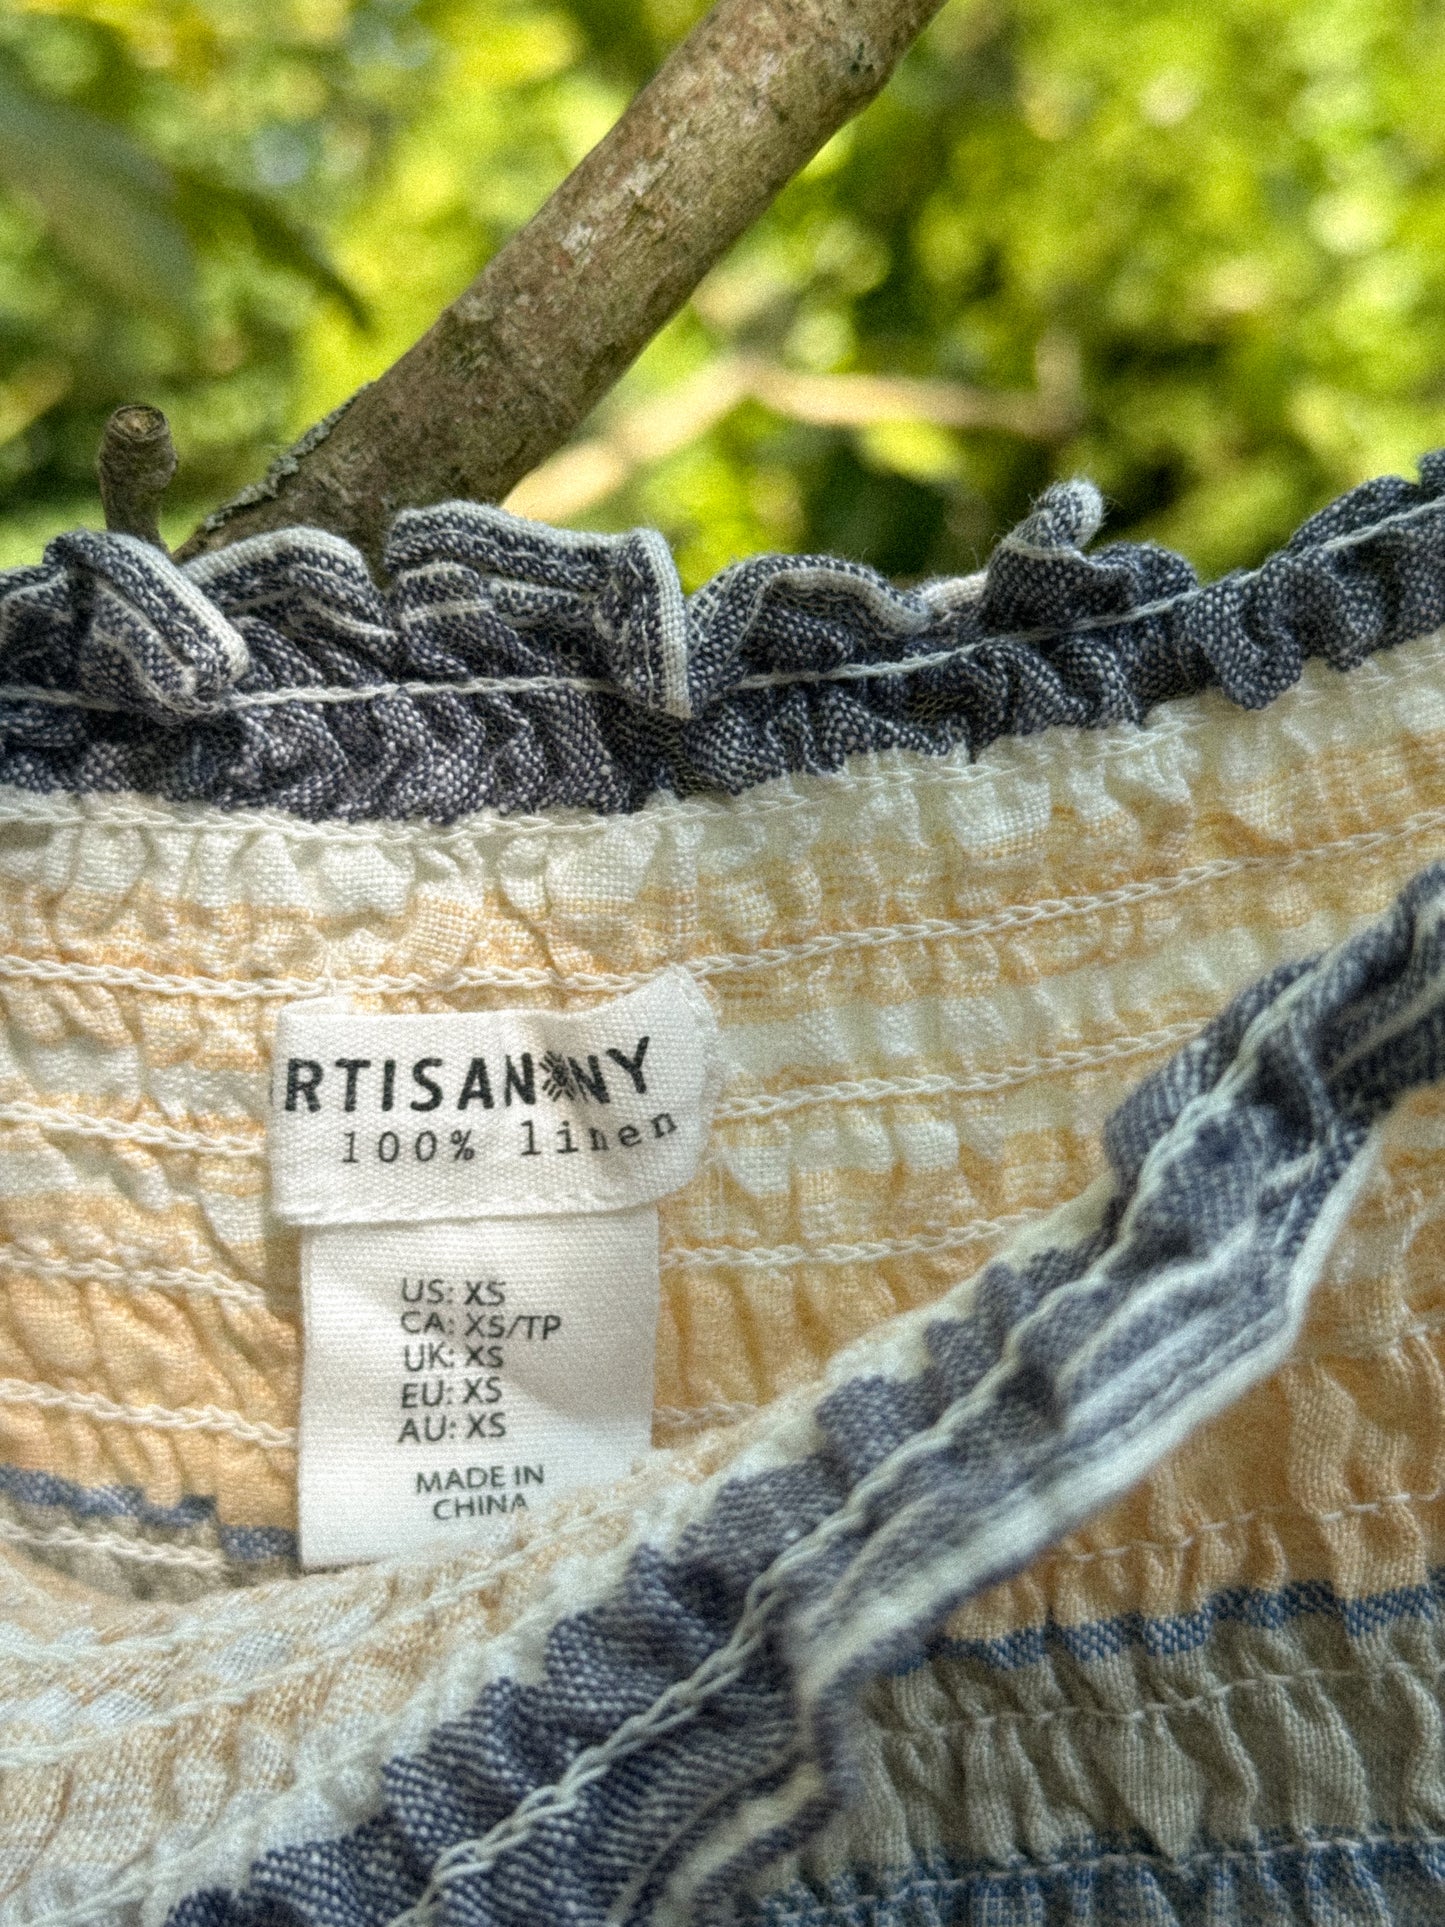 RTISAN NY
100% linen
US: XS
CA: XS/TP
UK: XS
EU: XS
AU: XS
MADE IN
CHINA